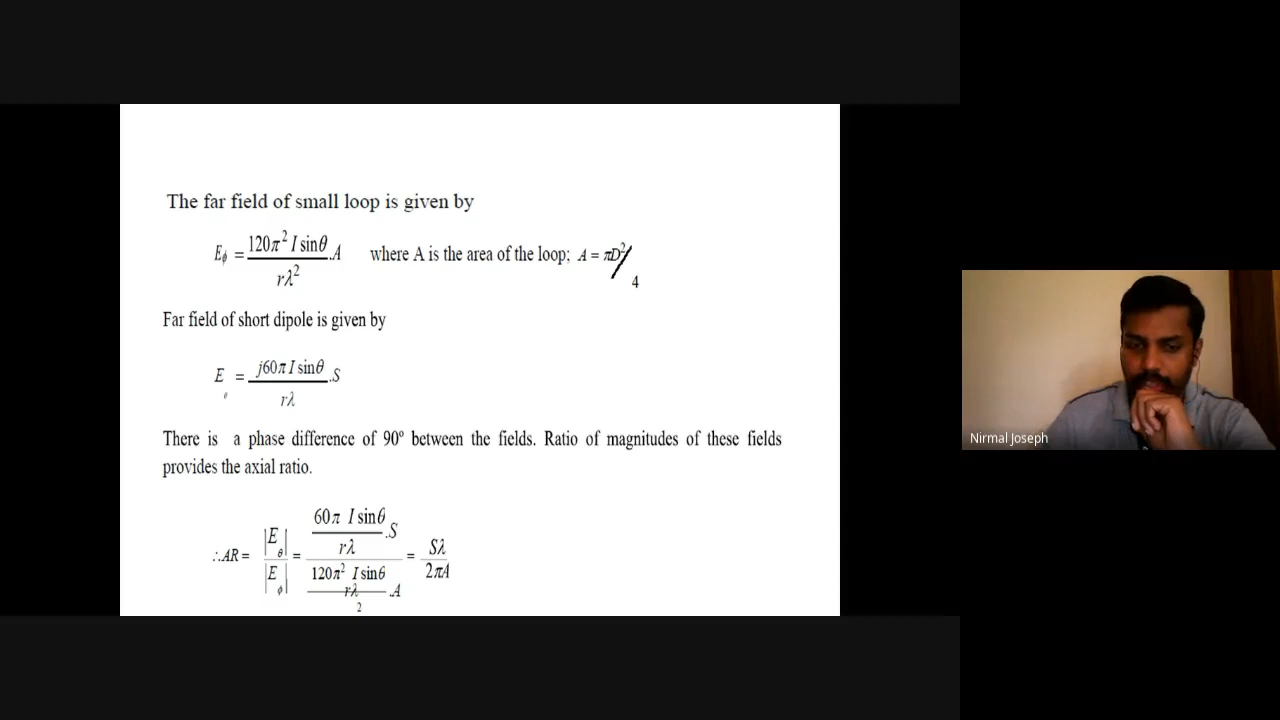 The far field of small loop is given by
Eϕ = 120π² I sinθ / rλ² .A where A is the area of the loop; A = πD²/4
Far field of short dipole is given by
Eθ = j60π I sinθ / rλ .S
There is a phase difference of 90º between the fields. Ratio of magnitudes of these fields
provides the axial ratio.
∴AR = |Eθ| / |Eϕ| = (60π I sinθ / rλ .S) / (120π² I sinθ / rλ² .A) = Sλ / 2πA
Nirmal Joseph